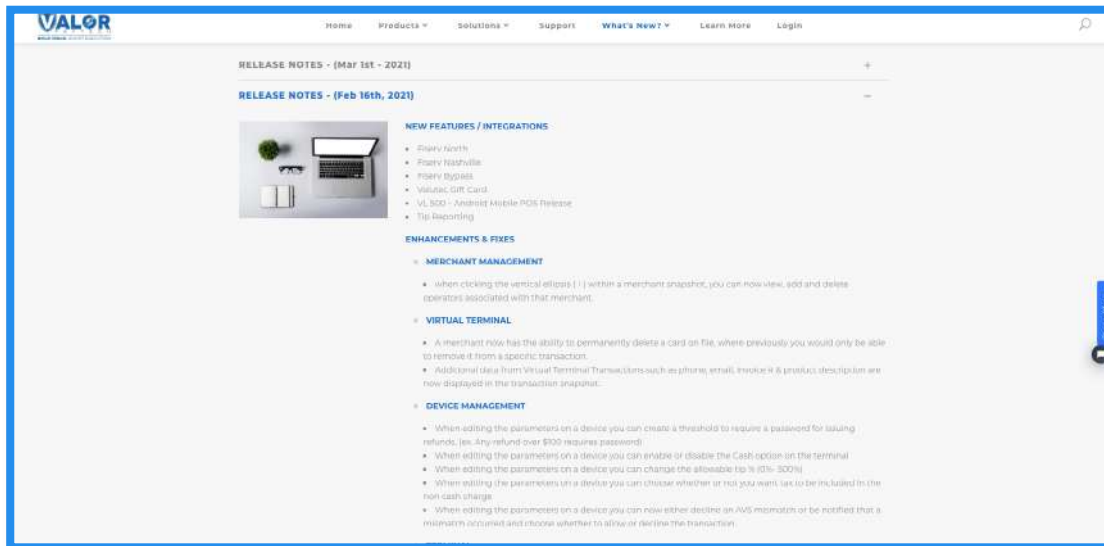 VALOR
Home Products Solutions Support What's New? Learn More Login
RELEASE NOTES - (Mar 1st - 2021) +
RELEASE NOTES - (Feb 16th, 2021) −
NEW FEATURES / INTEGRATIONS
Fiserv North
Fiserv Nashville
Fiserv Bypass
Valutec Gift Card
VL 500 - Android Mobile POS Release
Tip Reporting
ENHANCEMENTS & FIXES
MERCHANT MANAGEMENT
when clicking the vertical ellipsis ( ⁝ ) within a merchant snapshot, you can now view, add and delete
operators associated with that merchant.
VIRTUAL TERMINAL
A merchant now has the ability to permanently delete a card on file, where previously you would only be able
to remove it from a specific transaction.
Additional data from Virtual Terminal Transactions such as phone, email, invoice # & product description are
now displayed in the transaction snapshot.
DEVICE MANAGEMENT
When editing the parameters on a device you can create a threshold to require a password for issuing
refunds. (ex. Any refund over $100 requires password)
When editing the parameters on a device you can enable or disable the Cash option on the terminal
When editing the parameters on a device you can change the allowable tip % (0%- 500%)
When editing the parameters on a device you can choose whether or not you want tax to be included in the
non cash charge
When editing the parameters on a device you can now either decline an AVS mismatch or be notified that a
mismatch occurred and choose whether to allow or decline the transaction.